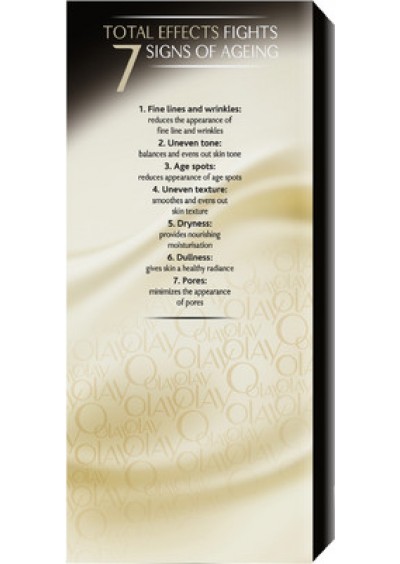 TOTAL EFFECTS FIGHTS
7 SIGNS OF AGEING
1. Fine lines and wrinkles:
reduces the appearance of
fine line and wrinkles
2. Uneven tone:
balances and evens out skin tone
3. Age spots:
reduces appearance of age spots
4. Uneven texture:
smoothes and evens out
skin texture
5. Dryness:
provides nourishing
moisturisation
6. Dullness:
gives skin a healthy radiance
7. Pores:
minimizes the appearance
of pores
OLAY